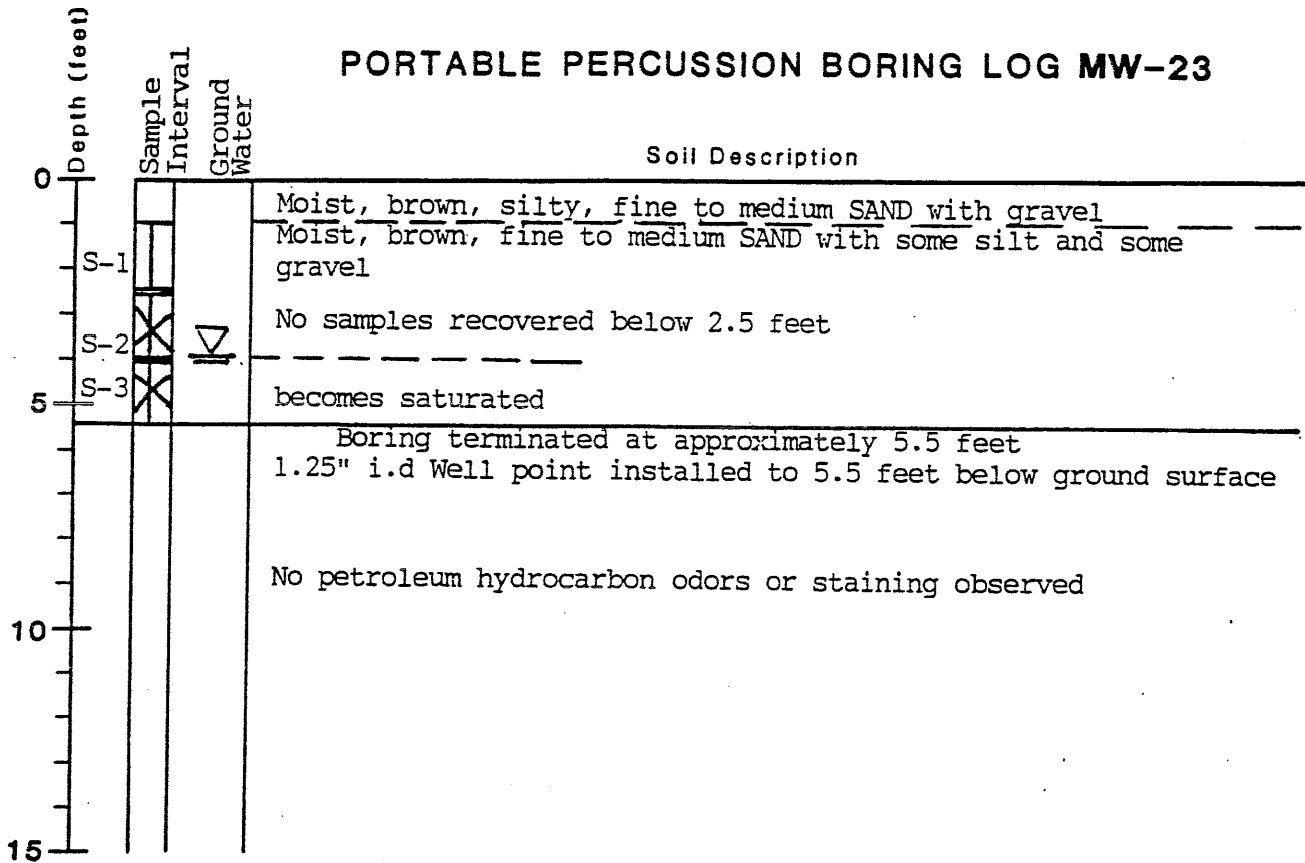 PORTABLE PERCUSSION BORING LOG MW-23
Depth (feet)
Sample
Interval
Ground
Water
Soil Description
0
Moist, brown, silty, fine to medium SAND with gravel
Moist, brown, fine to medium SAND with some silt and some
gravel
S-1
No samples recovered below 2.5 feet
S-2
S-3
becomes saturated
5
Boring terminated at approximately 5.5 feet
1.25" i.d Well point installed to 5.5 feet below ground surface
No petroleum hydrocarbon odors or staining observed
10
15